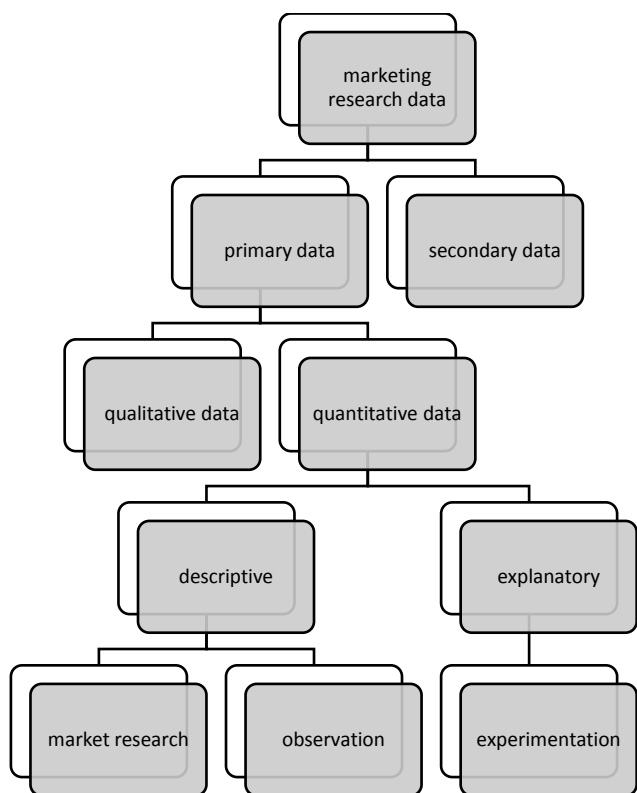 marketing
research data
primary data
secondary data
qualitative data
quantitative data
descriptive
explanatory
market research
observation
experimentation